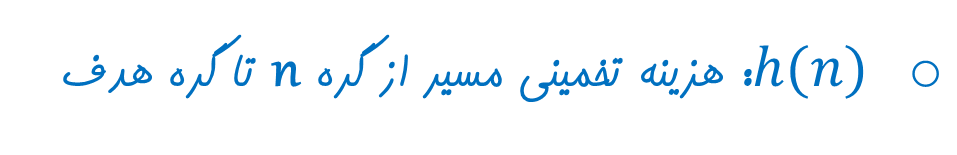 ○ h(n): هزینه تخمینی مسیر از گره n تا گره هدف